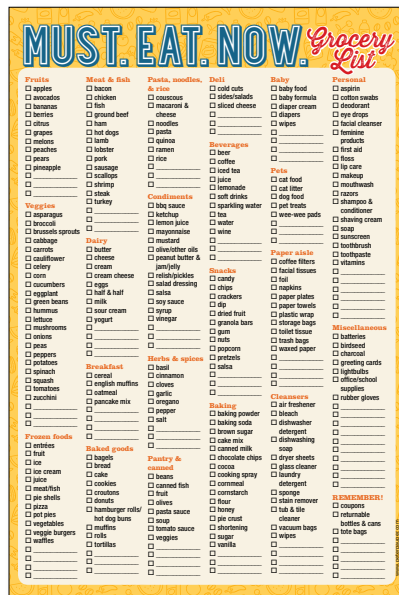 MUST. EAT. NOW.
Grocery
List
Fruits
apples
avocados
bananas
berries
citrus
grapes
melons
peaches
pears
pineapple
Veggies
asparagus
broccoli
brussels sprouts
cabbage
carrots
cauliflower
celery
corn
cucumbers
eggplant
green beans
hummus
lettuce
mushrooms
onions
peas
peppers
potatoes
spinach
squash
tomatoes
zucchini
Frozen foods
entrées
fruit
ice
ice cream
juice
meat/fish
pie shells
pizza
pot pies
vegetables
veggie burgers
waffles
Meat & fish
bacon
chicken
fish
ground beef
ham
hot dogs
lamb
lobster
pork
sausage
scallops
shrimp
steak
turkey
Dairy
butter
cheese
cream
cream cheese
eggs
half & half
milk
sour cream
yogurt
Breakfast
cereal
english muffins
oatmeal
pancake mix
Baked goods
bagels
bread
cake
cookies
croutons
donuts
hamburger rolls/
hot dog buns
muffins
rolls
tortillas
Pasta, noodles,
& rice
couscous
macaroni &
cheese
noodles
pasta
quinoa
ramen
rice
Condiments
bbq sauce
ketchup
lemon juice
mayonnaise
mustard
olive/other oils
peanut butter &
jam/jelly
relish/pickles
salad dressing
salsa
soy sauce
syrup
vinegar
Herbs & spices
basil
cinnamon
cloves
garlic
oregano
pepper
salt
Pantry &
canned
beans
canned fish
fruit
olives
pasta sauce
soup
tomato sauce
veggies
Deli
cold cuts
sides/salads
sliced cheese
Beverages
beer
coffee
iced tea
juice
lemonade
soft drinks
sparkling water
tea
water
wine
Snacks
candy
chips
crackers
dip
dried fruit
granola bars
gum
nuts
popcorn
pretzels
salsa
Baking
baking powder
baking soda
brown sugar
cake mix
canned milk
chocolate chips
cocoa
cooking spray
cornmeal
cornstarch
flour
honey
pie crust
shortening
sugar
vanilla
Baby
baby food
baby formula
diaper cream
diapers
wipes
Pets
cat food
cat litter
dog food
pet treats
wee-wee pads
Paper aisle
coffee filters
facial tissues
foil
napkins
paper plates
paper towels
plastic wrap
storage bags
toilet tissue
trash bags
waxed paper
Cleansers
air freshener
bleach
dishwasher
detergent
dishwashing
soap
dryer sheets
glass cleaner
laundry
detergent
sponge
stain remover
tub & tile
cleaner
vacuum bags
wipes
Personal
aspirin
cotton swabs
deodorant
eye drops
facial cleanser
feminine
products
first aid
floss
lip care
makeup
mouthwash
razors
shampoo &
conditioner
shaving cream
soap
sunscreen
toothbrush
toothpaste
vitamins
Miscellaneous
batteries
birdseed
charcoal
greeting cards
lightbulbs
office/school
supplies
rubber gloves
REMEMBER!
coupons
returnable
bottles & cans
tote bags